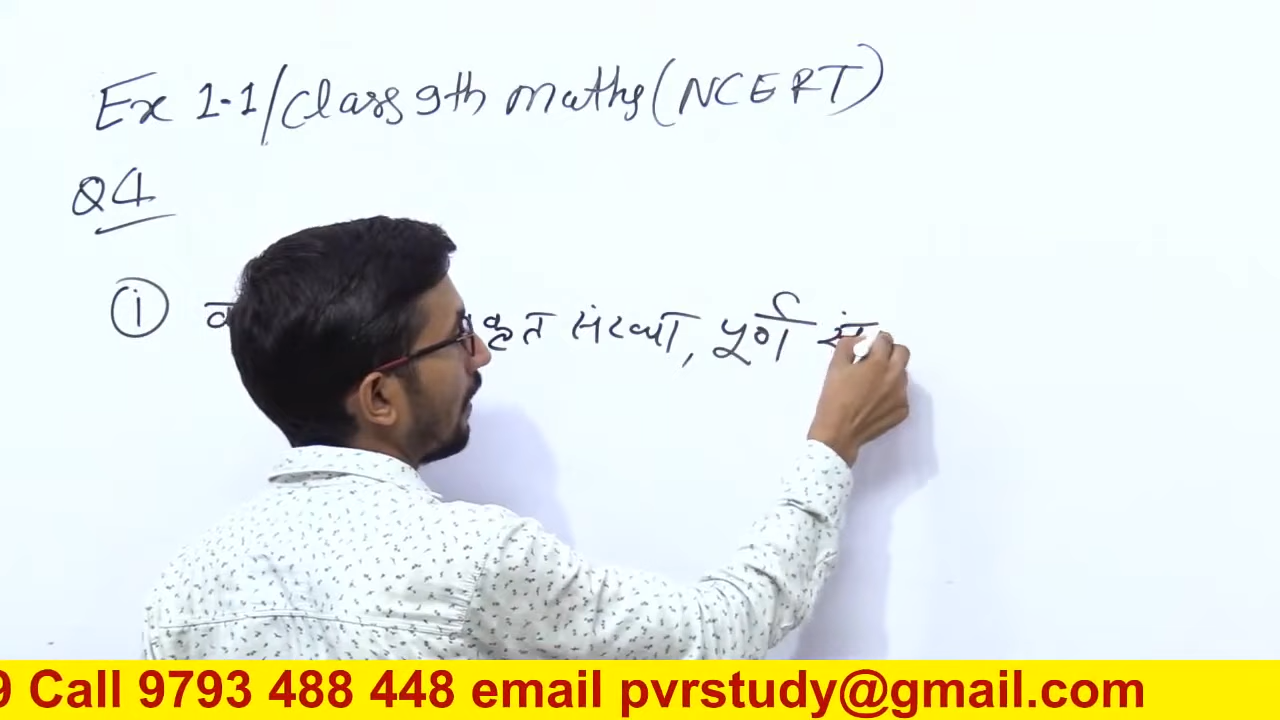 Ex 1.1/Class 9th maths (NCERT)
Q4
i कृत संख्या, पूर्ण
9 Call 9793 488 448 email pvrstudy@gmail.com